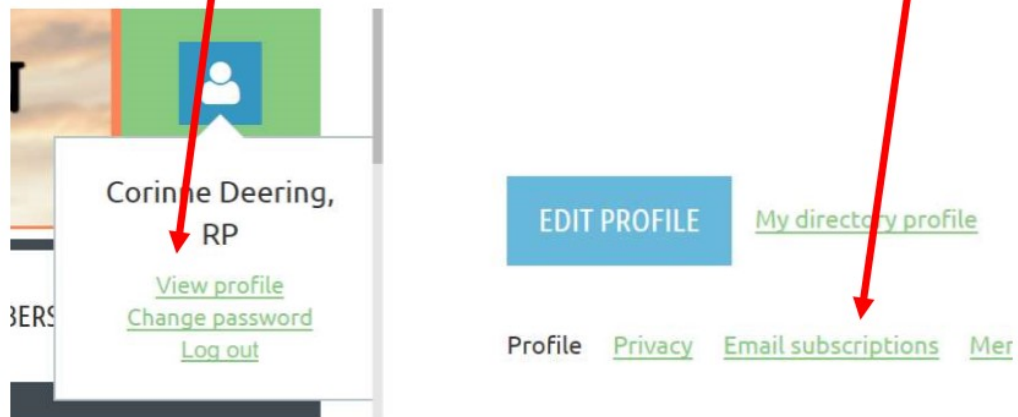 Corinne Deering,
RP
View profile
Change password
Log out
EDIT PROFILE
My directory profile
Profile Privacy Email subscriptions